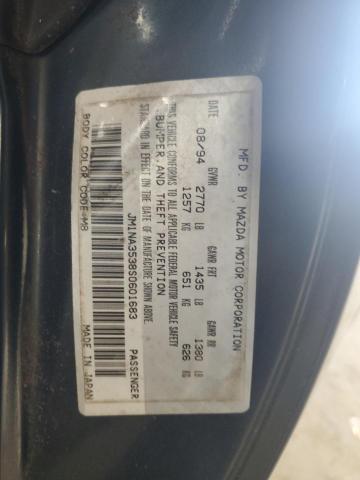 MFD. BY MAZDA MOTOR CORPORATION
DATE GVWR GAWR FRT GAWR RR
08/94 2770 LB 1435 LB 1380 LB
1257 KG 651 KG 626 KG
THIS VEHICLE CONFORMS TO ALL APPLICABLE FEDERAL MOTOR VEHICLE SAFETY
, BUMPER, AND THEFT PREVENTION
STANDARD IN EFFECT ON THE DATE OF MANUFACTURE SHOWN ABOVE.
JM1NA3538S0601683 PASSENGER
BODY COLOR CODE M8 MADE IN JAPAN